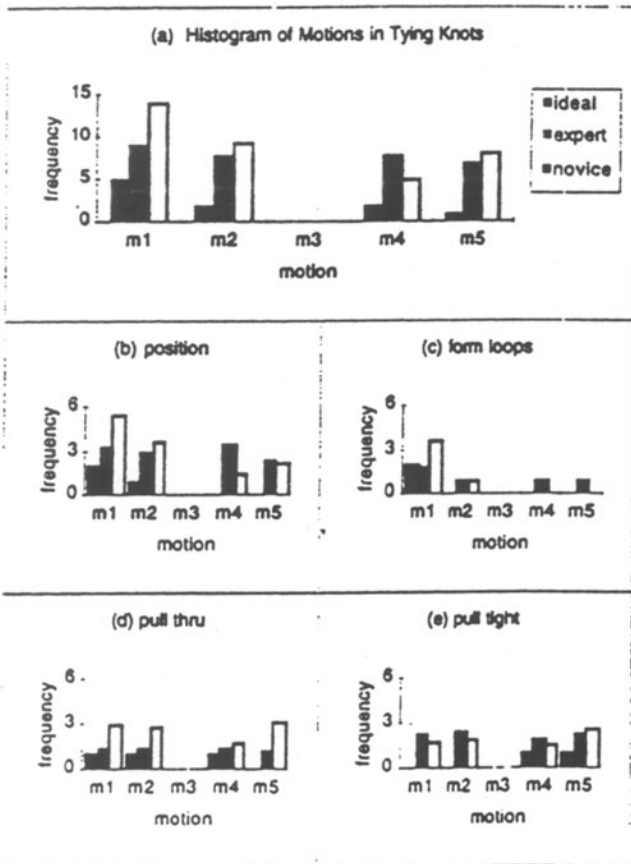 (a) Histogram of Motions in Tying Knots
15
10
5
0
frequency
m1 m2 m3 m4 m5
motion
ideal
expert
novice
(b) position
6
3
0
frequency
m1 m2 m3 m4 m5
motion
(c) form loops
6
3
0
frequency
m1 m2 m3 m4 m5
motion
(d) pull thru
6
3
0
frequency
m1 m2 m3 m4 m5
motion
(e) pull tight
6
3
0
frequency
m1 m2 m3 m4 m5
motion